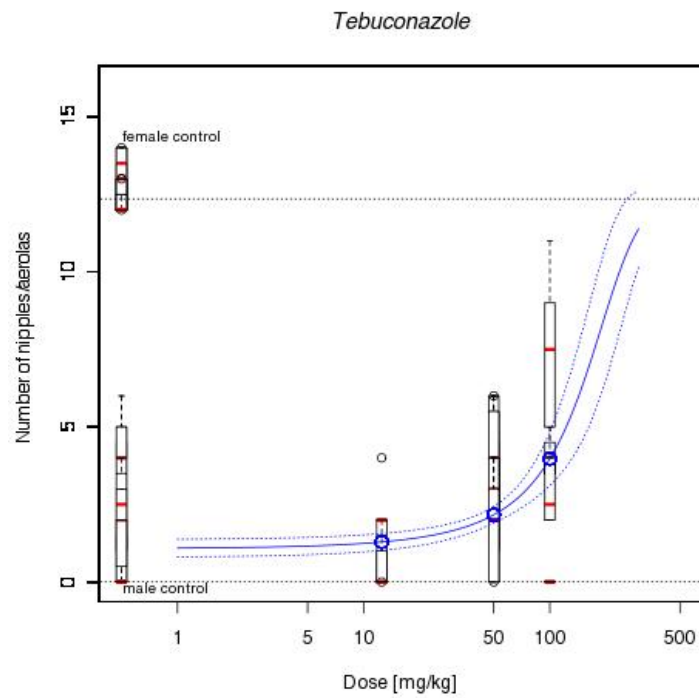 Tebuconazole
15
female control
10
Number of nipples/aerolas
5
0
male control
1 5 10 50 100 500
Dose [mg/kg]